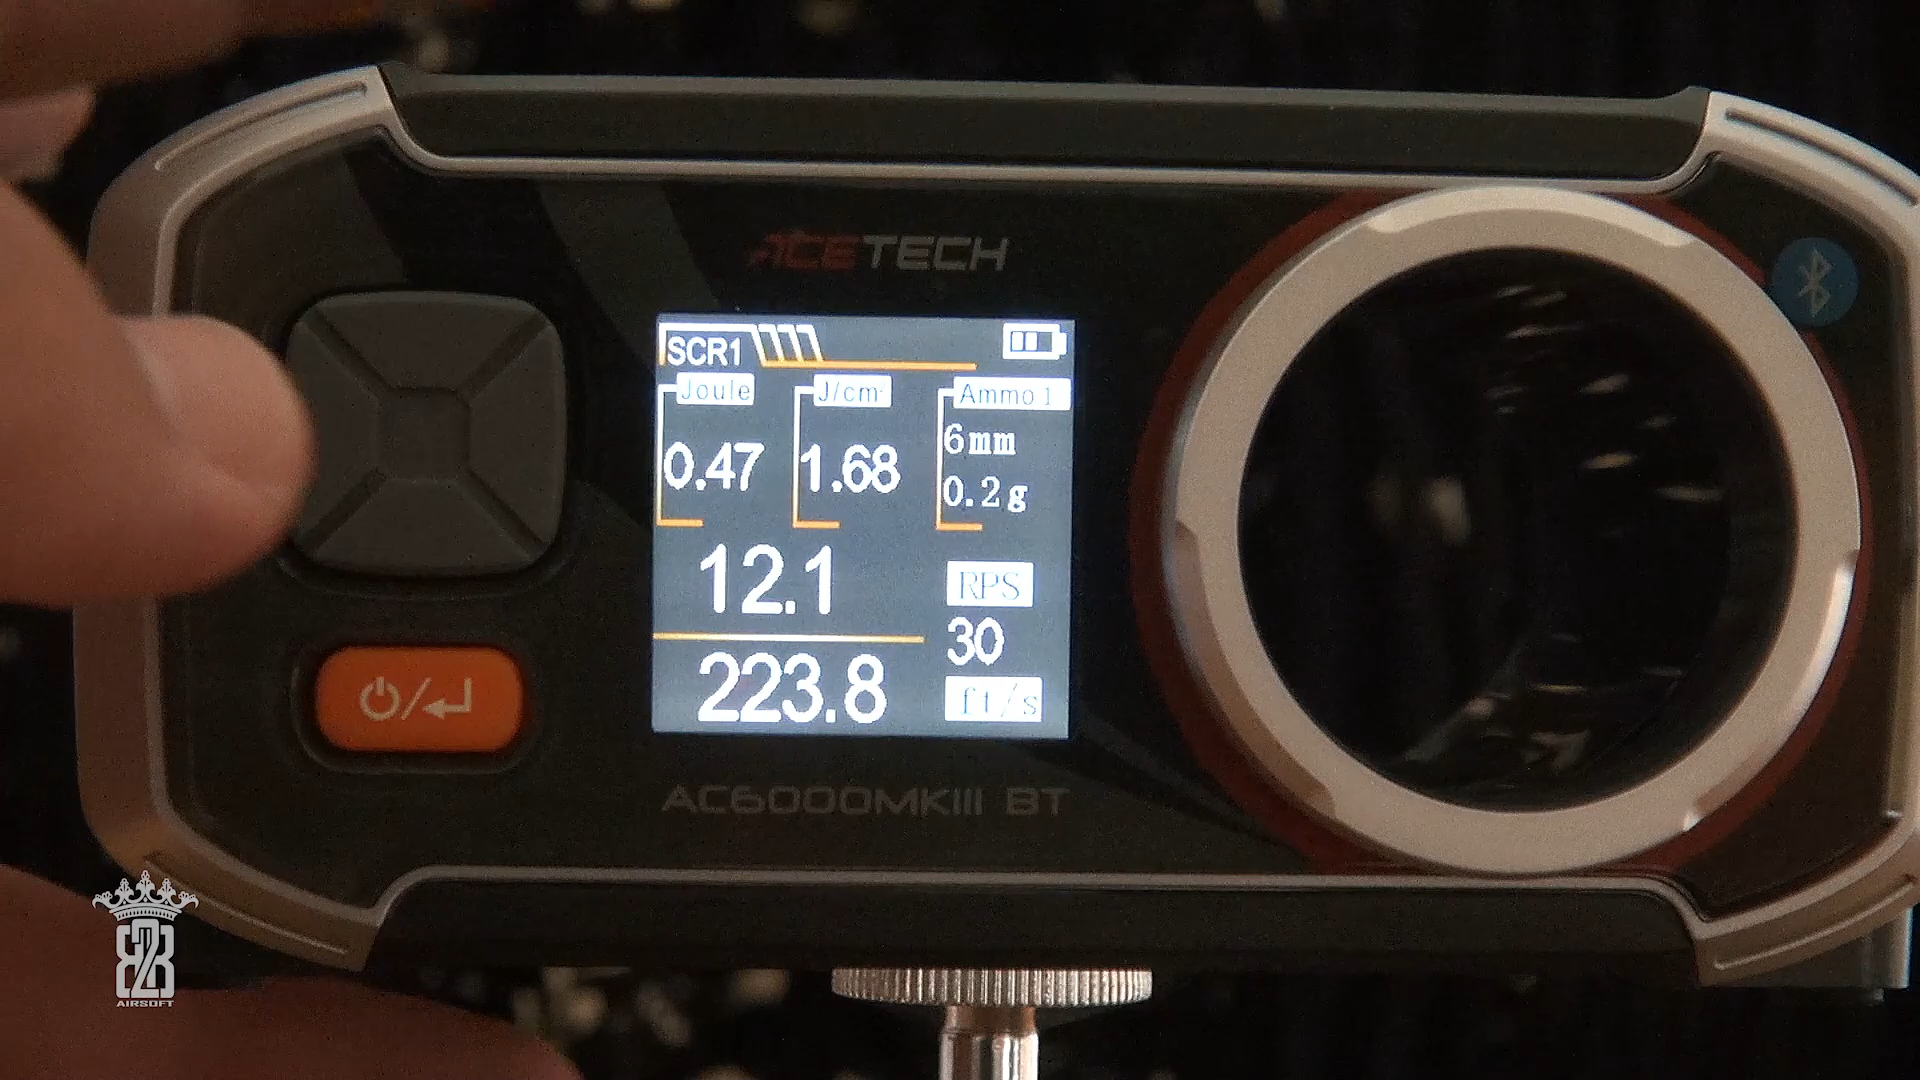 ACETECH
SCR1
Joule
J/cm²
Ammo 1
0.47
1.68
6mm
0.2g
12.1
RPS
30
223.8
ft/s
AC6000MKIII BT
B2B
AIRSOFT